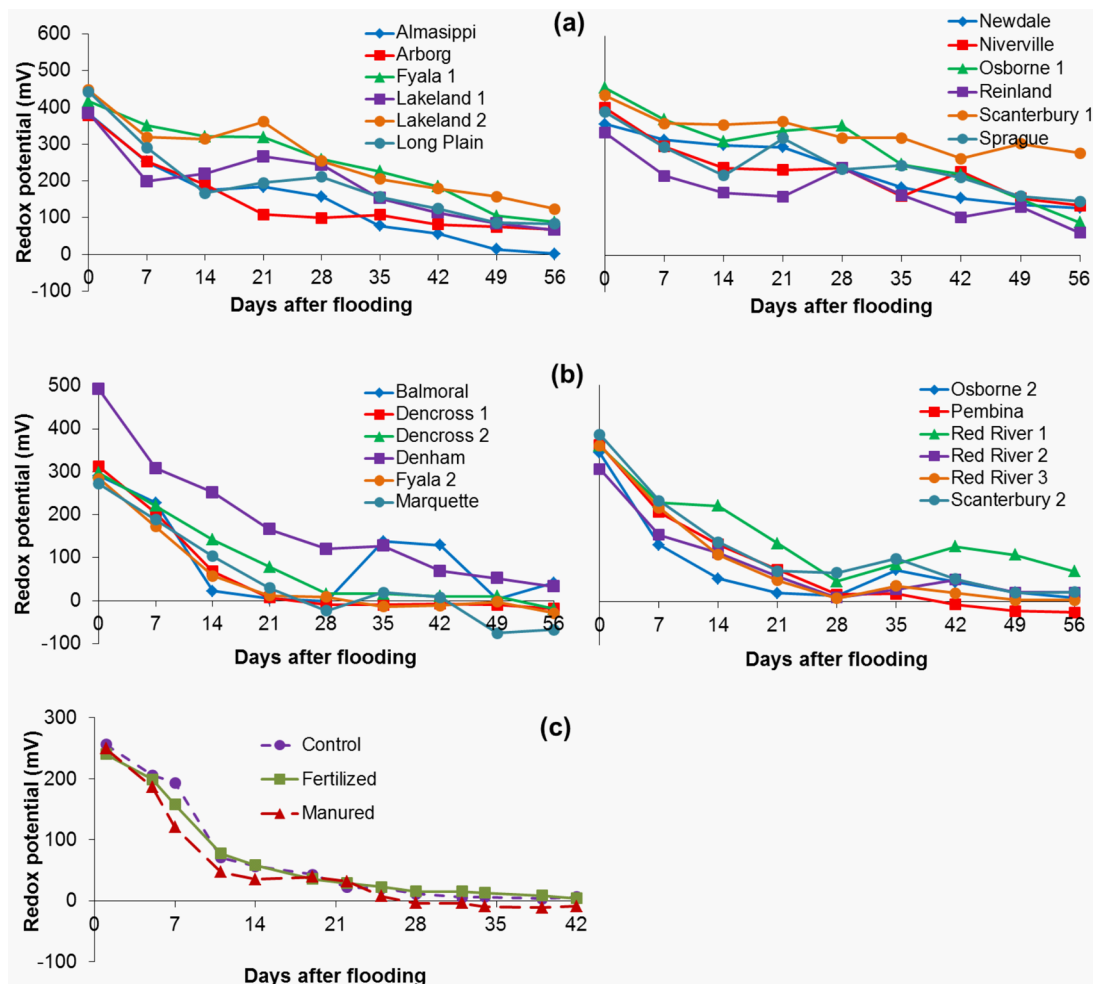 (a)
600
500
400
300
200
100
0
-100
Redox potential (mV)
Almasippi
Arborg
Fyala 1
Lakeland 1
Lakeland 2
Long Plain
0 7 14 21 28 35 42 49 56
Days after flooding
Newdale
Niverville
Osborne 1
Reinland
Scanterbury 1
Sprague
0 7 14 21 28 35 42 49 56
Days after flooding
(b)
500
400
300
200
100
0
-100
Redox potential (mV)
Balmoral
Dencross 1
Dencross 2
Denham
Fyala 2
Marquette
0 7 14 21 28 35 42 49 56
Days after flooding
Osborne 2
Pembina
Red River 1
Red River 2
Red River 3
Scanterbury 2
0 7 14 21 28 35 42 49 56
Days after flooding
(c)
300
200
100
0
-100
Redox potential (mV)
Control
Fertilized
Manured
0 7 14 21 28 35 42
Days after flooding